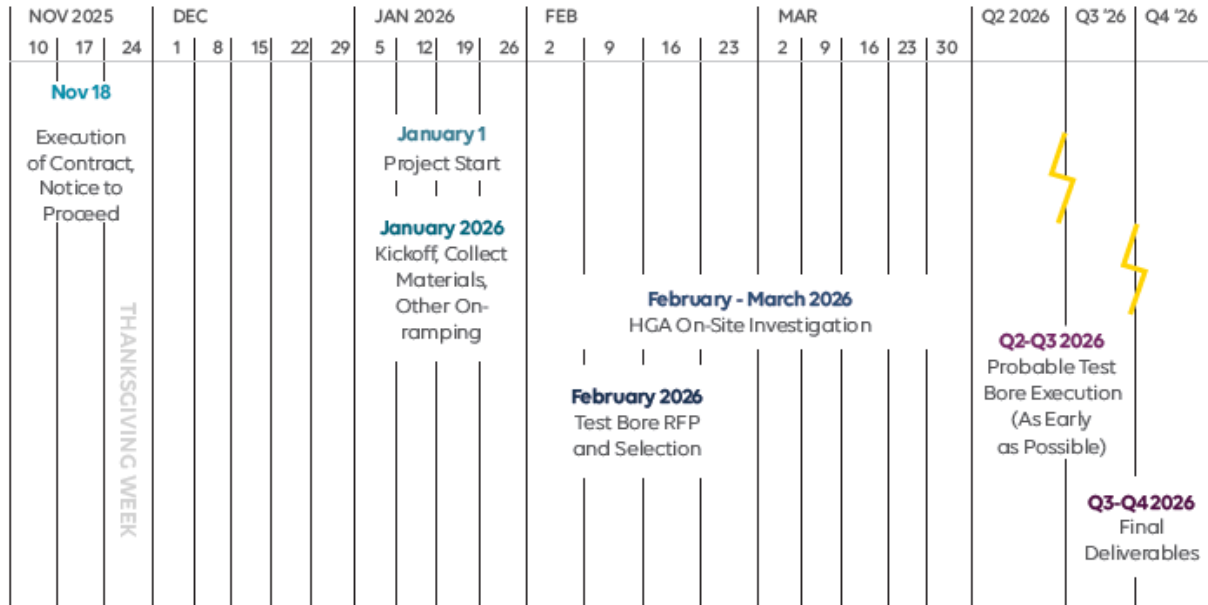 NOV 2025 DEC JAN 2026 FEB MAR Q2 2026 Q3 '26 Q4 '26
10 17 24 1 8 15 22 29 5 12 19 26 2 9 16 23 2 9 16 23 30
Nov 18
Execution
of Contract,
Notice to
Proceed
THANKSGIVING WEEK
January 1
Project Start
January 2026
Kickoff, Collect
Materials,
Other On-
ramping
February - March 2026
HGA On-Site Investigation
February 2026
Test Bore RFP
and Selection
Q2-Q3 2026
Probable Test
Bore Execution
(As Early
as Possible)
Q3-Q4 2026
Final
Deliverables